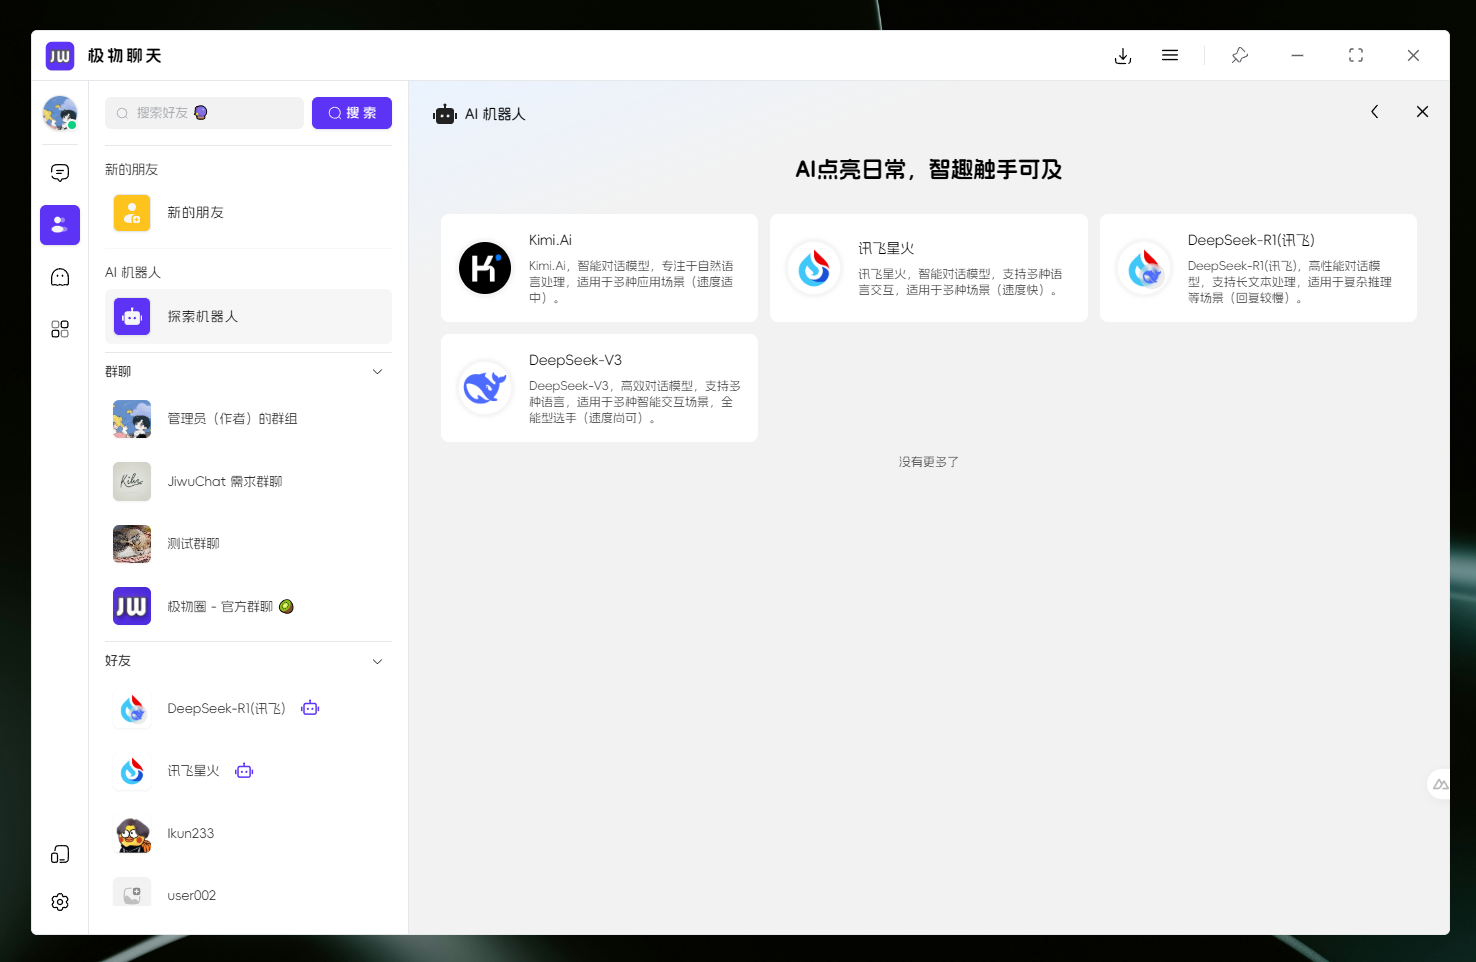 JW 极物聊天
搜索好友
搜索
新的朋友
新的朋友
AI 机器人
探索机器人
群聊
管理员（作者）的群组
JiwuChat 需求群聊
测试群聊
JW
极物圈 - 官方群聊
好友
DeepSeek-R1(讯飞)
讯飞星火
Ikun233
user002
AI 机器人
AI点亮日常，智趣触手可及
Kimi.Ai
Kimi.Ai，智能对话模型，专注于自然语
言处理，适用于多种应用场景（速度适
中）。
讯飞星火
讯飞星火，智能对话模型，支持多种语
言交互，适用于多种场景（速度快）。
DeepSeek-R1(讯飞)
DeepSeek-R1(讯飞)，高性能对话模
型，支持长文本处理，适用于复杂推理
等场景（回复较慢）。
DeepSeek-V3
DeepSeek-V3，高效对话模型，支持多
种语言，适用于多种智能交互场景，全
能型选手（速度尚可）。
没有更多了